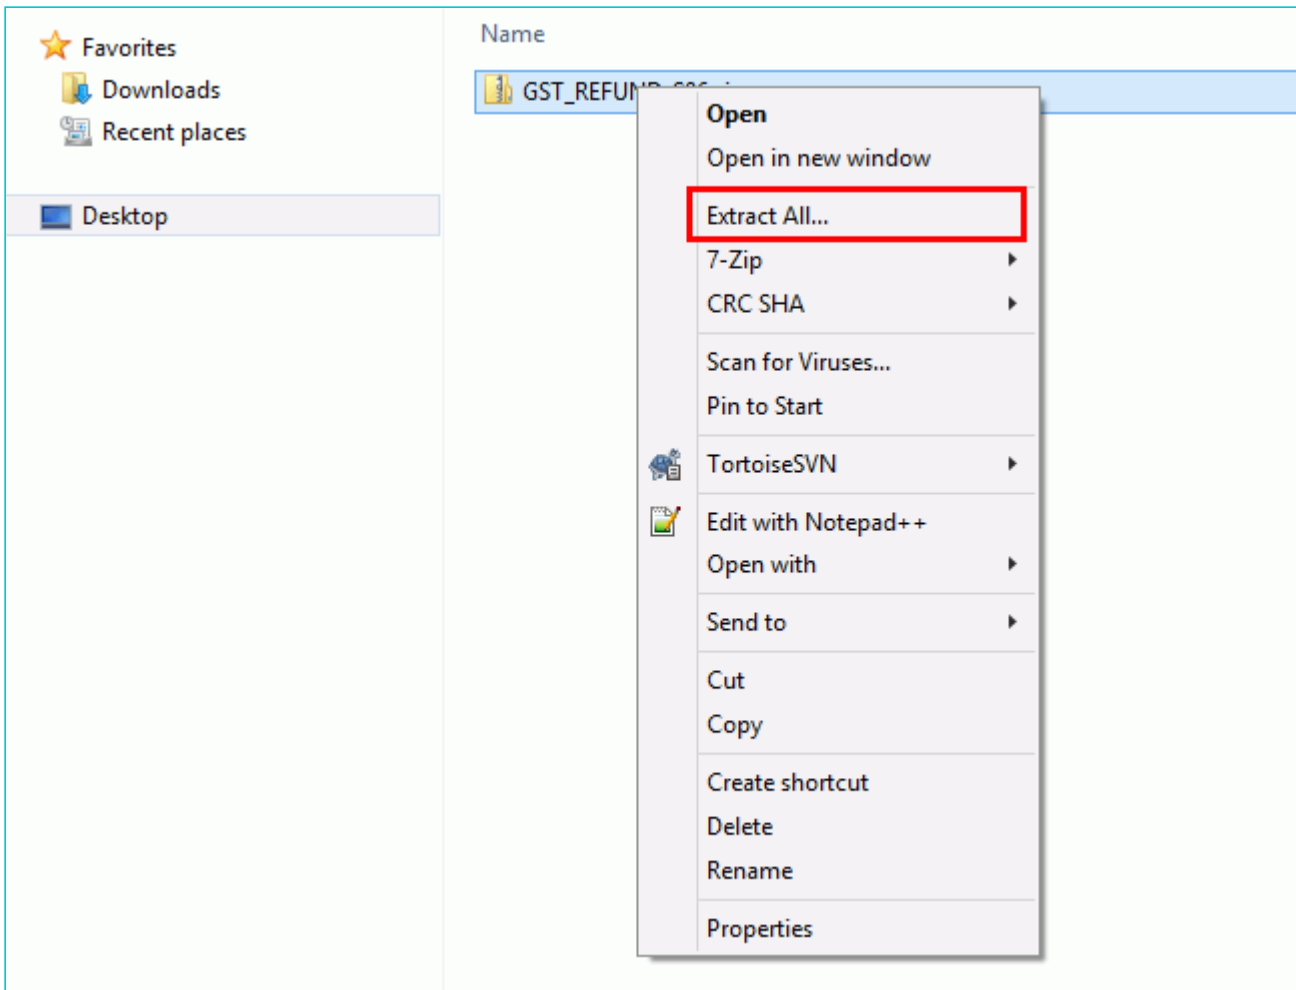 Favorites
Downloads
Recent places
Desktop
Name
GST_REFUND
Open
Open in new window
Extract All...
7-Zip
CRC SHA
Scan for Viruses...
Pin to Start
TortoiseSVN
Edit with Notepad++
Open with
Send to
Cut
Copy
Create shortcut
Delete
Rename
Properties